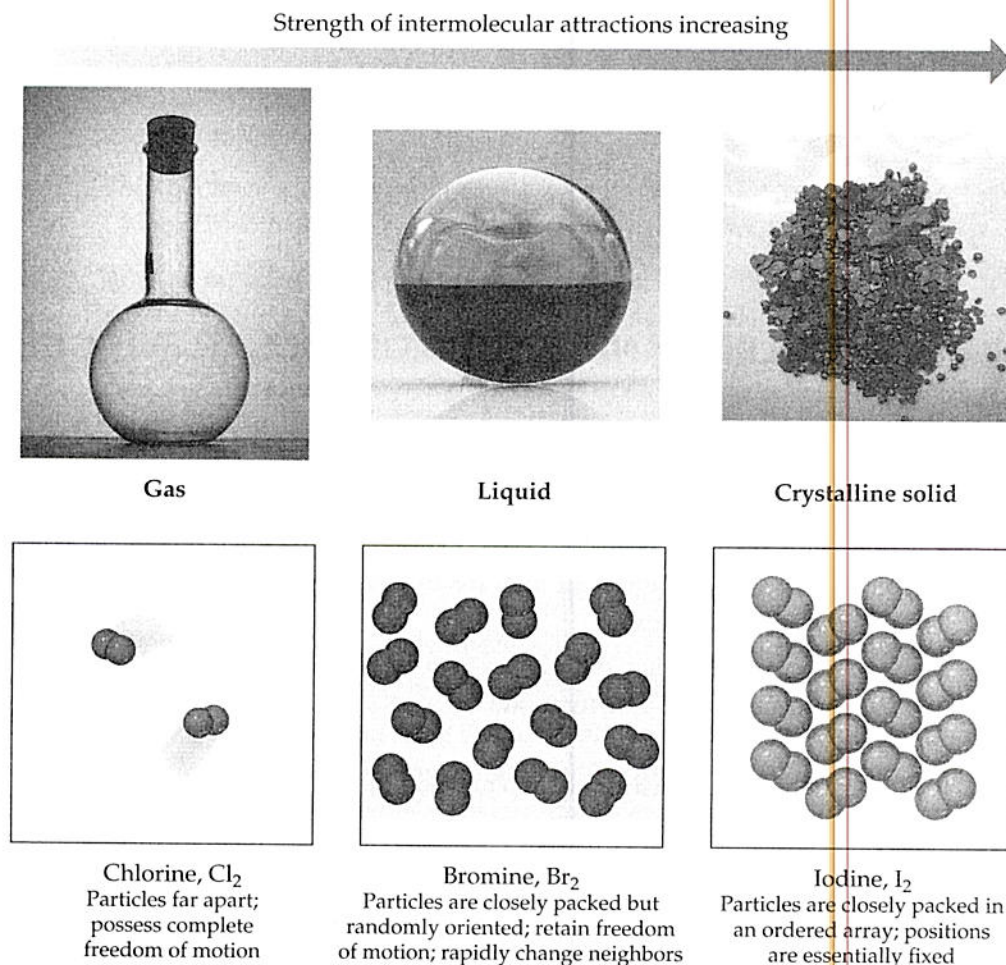 Strength of intermolecular attractions increasing
Gas
Liquid
Crystalline solid
Chlorine, Cl₂
Particles far apart;
possess complete
freedom of motion
Bromine, Br₂
Particles are closely packed but
randomly oriented; retain freedom
of motion; rapidly change neighbors
Iodine, I₂
Particles are closely packed in
an ordered array; positions
are essentially fixed